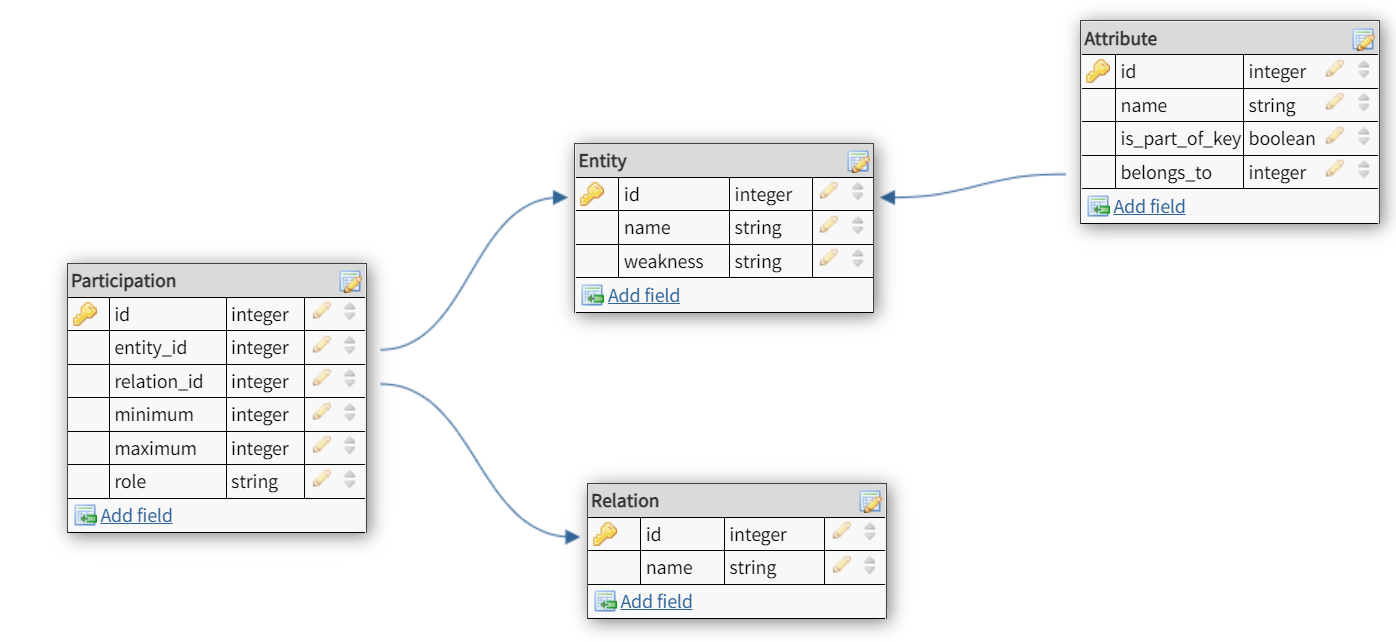 Attribute
id integer
name string
is_part_of_key boolean
belongs_to integer
Add field
Entity
id integer
name string
weakness string
Add field
Participation
id integer
entity_id integer
relation_id integer
minimum integer
maximum integer
role string
Add field
Relation
id integer
name string
Add field